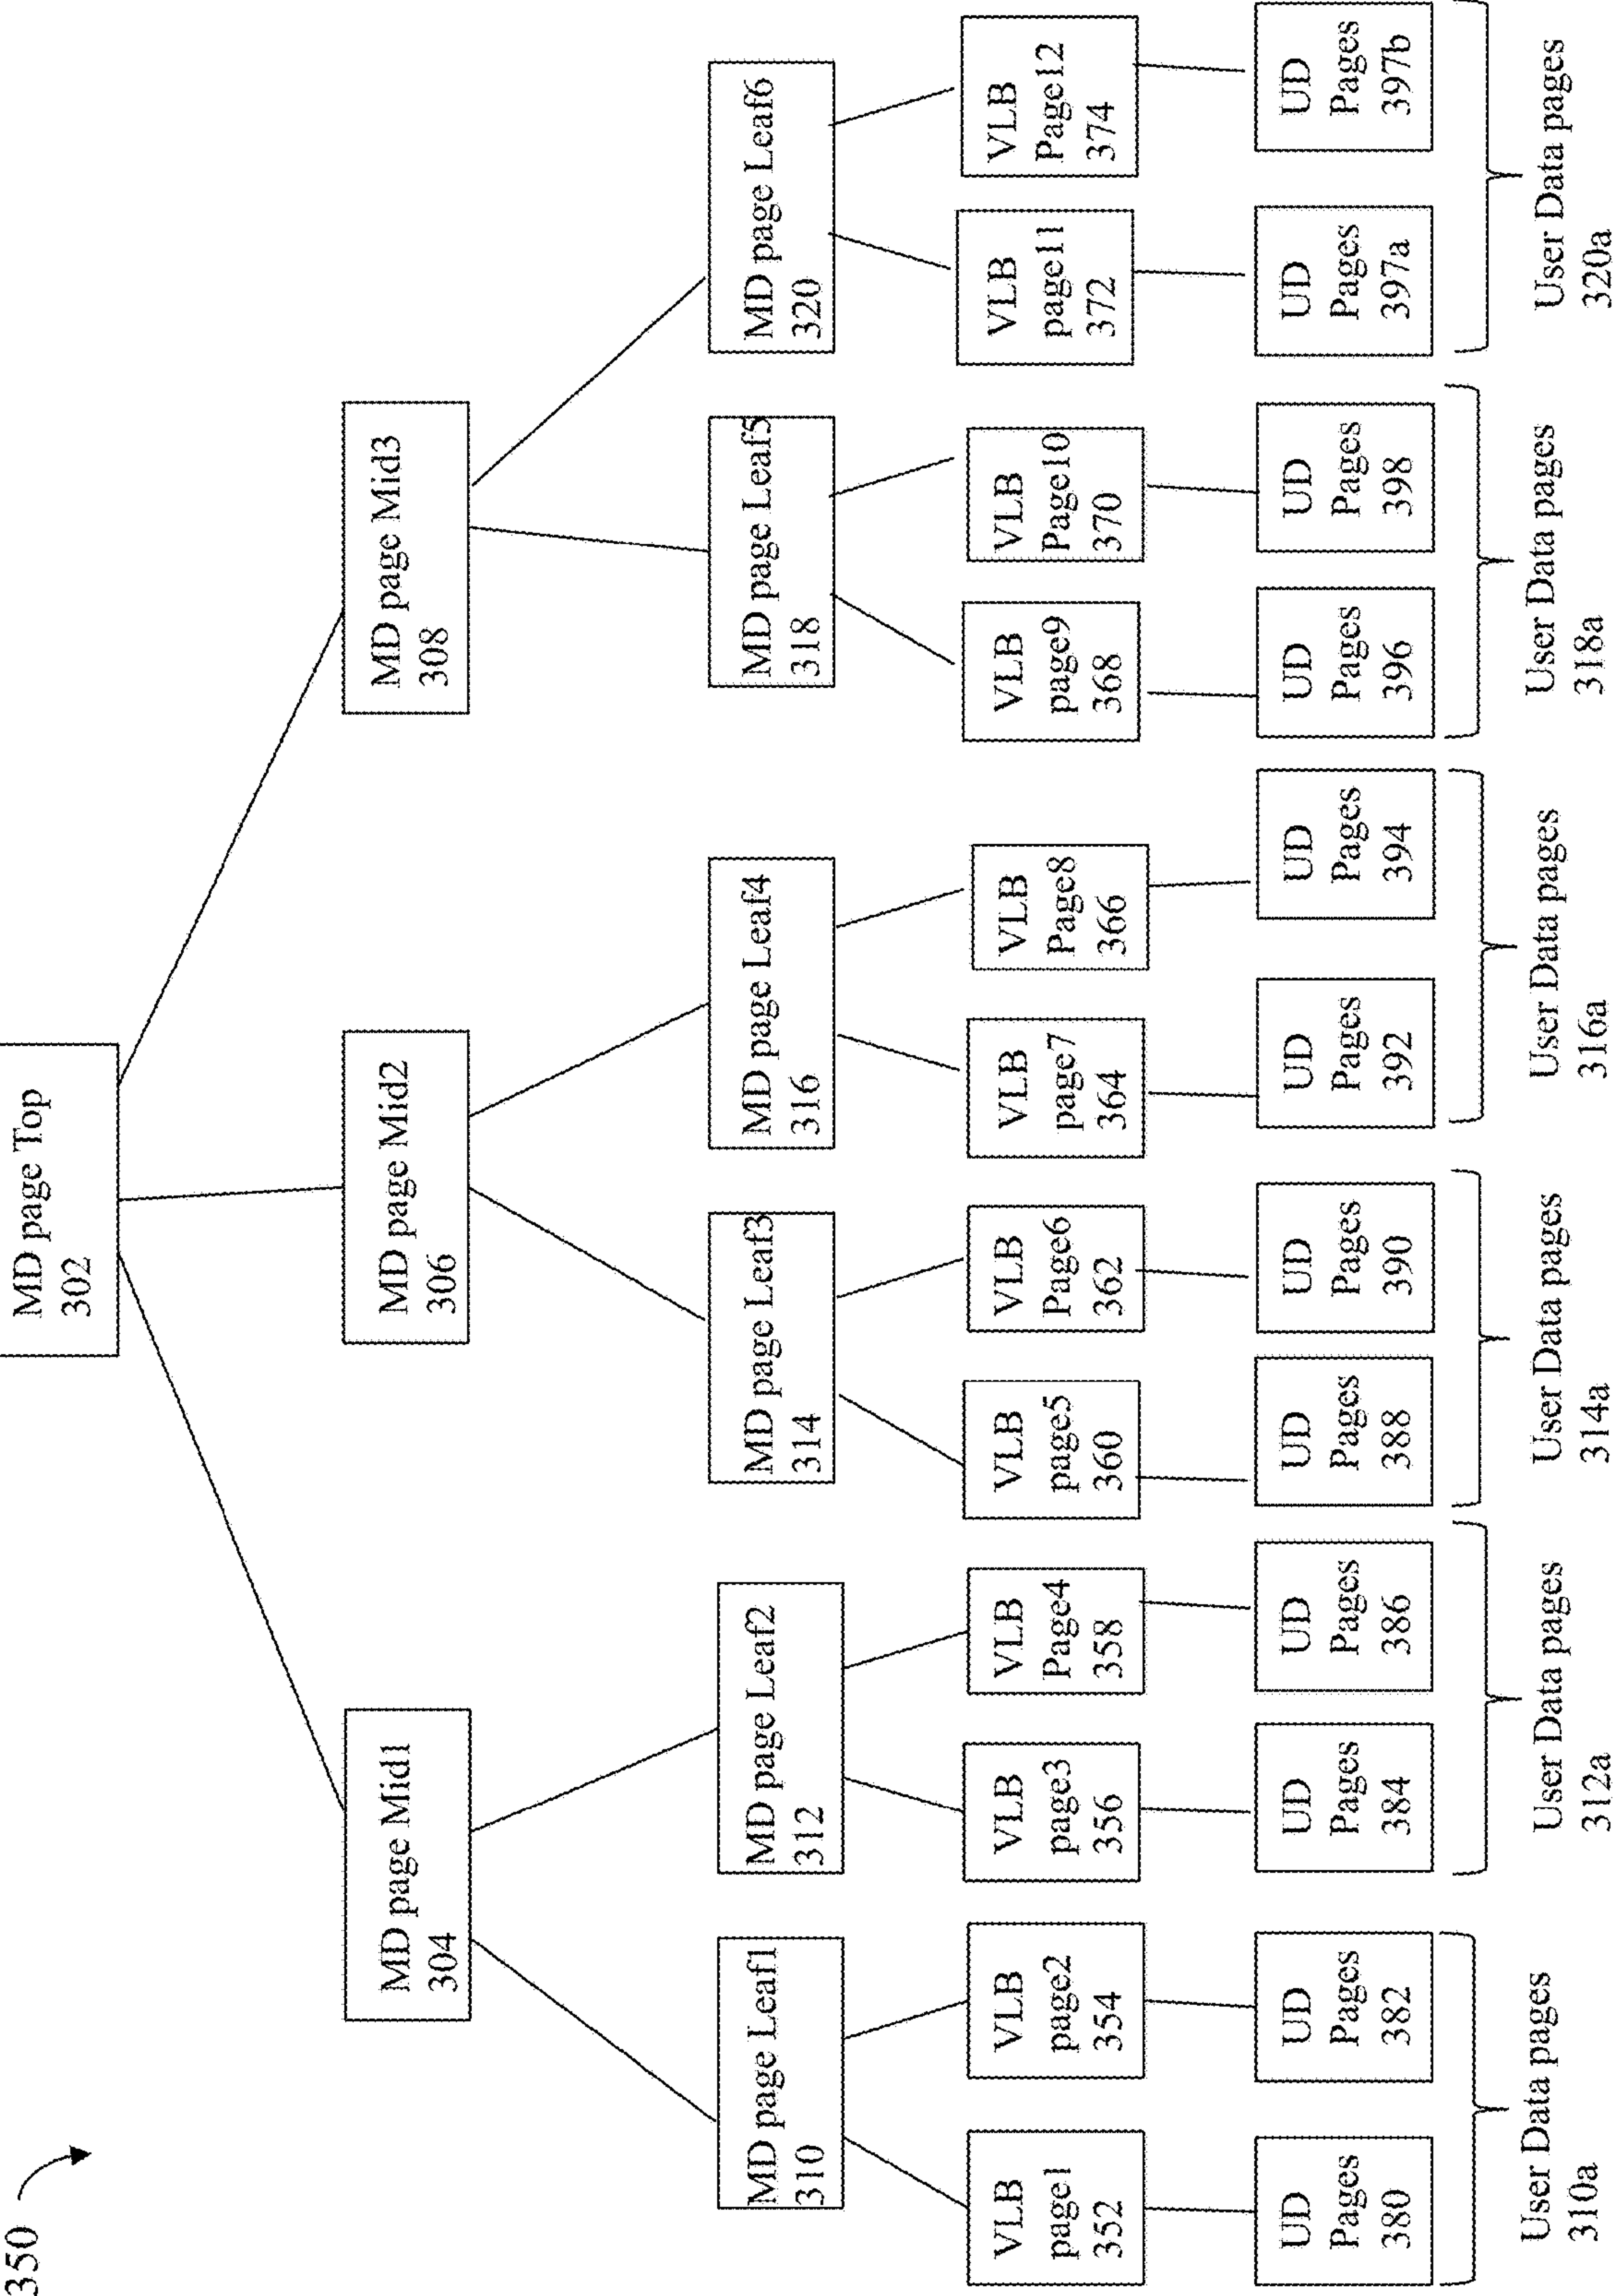 350
MD page Top
302
MD page Mid1
304
MD page Mid2
306
MD page Mid3
308
MD page Leaf1
310
MD page Leaf2
312
MD page Leaf3
314
MD page Leaf4
316
MD page Leaf5
318
MD page Leaf6
320
VLB
page1
352
VLB
page2
354
VLB
page3
356
VLB
Page4
358
VLB
page5
360
VLB
Page6
362
VLB
page7
364
VLB
Page8
366
VLB
page9
368
VLB
Page10
370
VLB
page11
372
VLB
Page12
374
UD
Pages
380
UD
Pages
382
UD
Pages
384
UD
Pages
386
UD
Pages
388
UD
Pages
390
UD
Pages
392
UD
Pages
394
UD
Pages
396
UD
Pages
398
UD
Pages
397a
UD
Pages
397b
User Data pages
310a
User Data pages
312a
User Data pages
314a
User Data pages
316a
User Data pages
318a
User Data pages
320a